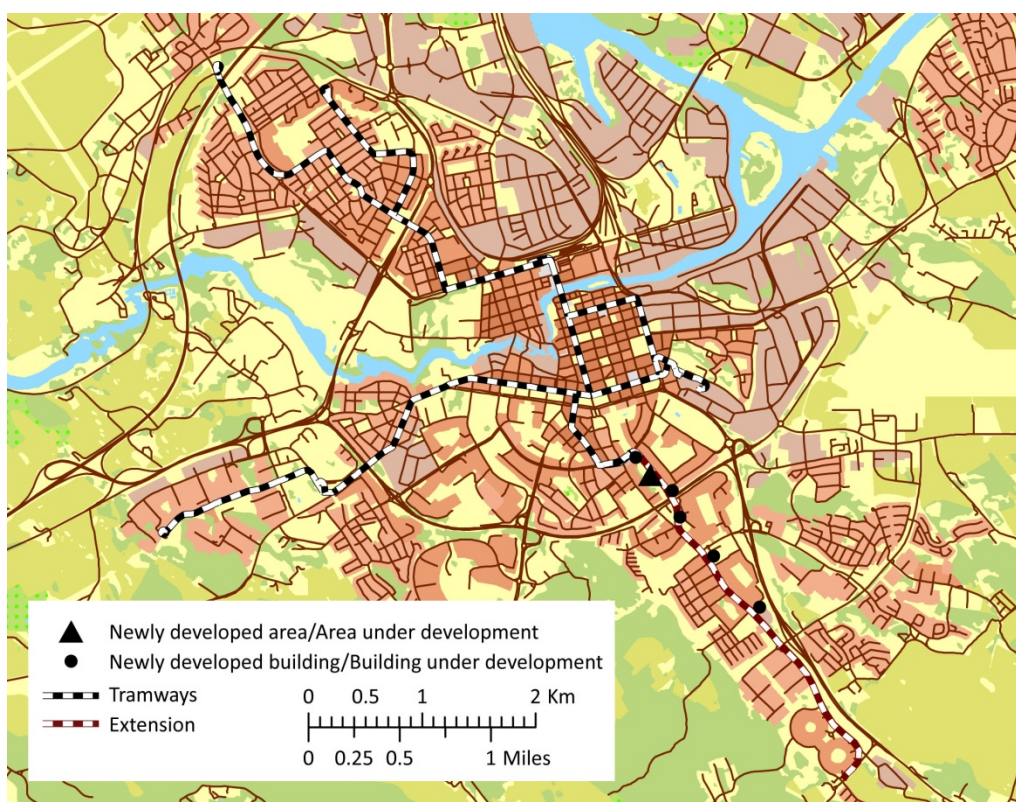 Newly developed area/Area under development
Newly developed building/Building under development
Tramways
Extension
0 0.5 1 2 Km
0 0.25 0.5 1 Miles